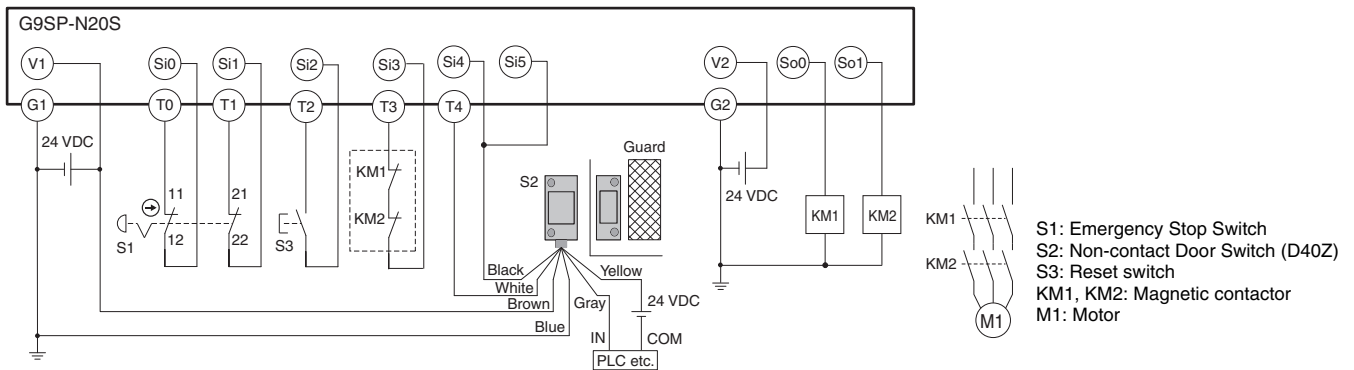 G9SP-N20S
V1 Si0 Si1 Si2 Si3 Si4 Si5 V2 So0 So1
G1 T0 T1 T2 T3 T4 G2
24 VDC
Guard
KM1
S2
24 VDC
11 21
KM2
KM1 KM2
KM1
S1
12 22
S3
KM2
S1: Emergency Stop Switch
S2: Non-contact Door Switch (D40Z)
S3: Reset switch
KM1, KM2: Magnetic contactor
M1: Motor
M1
Black Yellow
White
Brown Gray 24 VDC
Blue
IN COM
PLC etc.